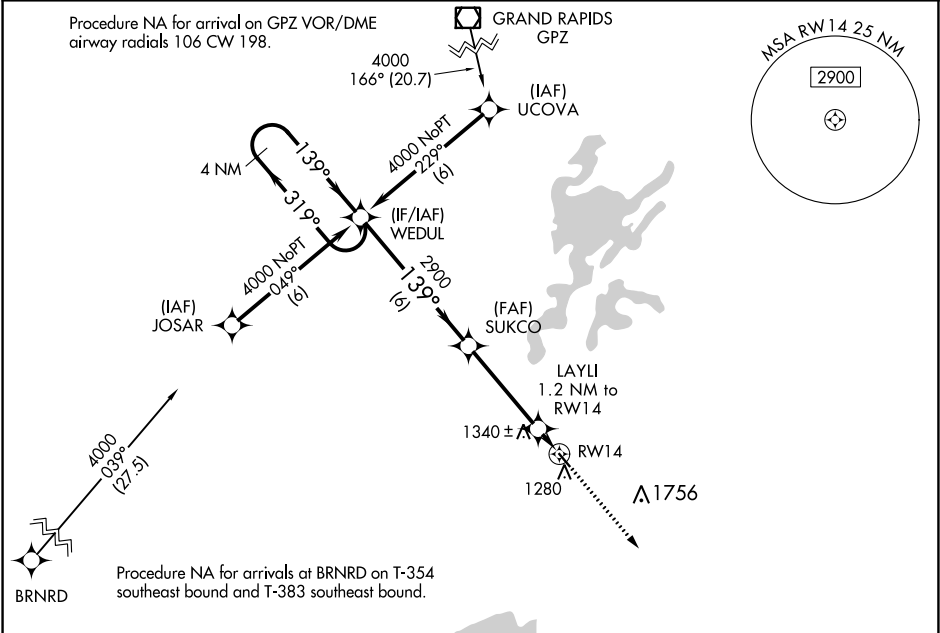 Procedure NA for arrival on GPZ VOR/DME
airway radials 106 CW 198.
GRAND RAPIDS
GPZ
MSA RW14 25 NM
2900
4000
166° (20.7)
(IAF)
UCOVA
4000 NoPT
229°
(6)
4 NM
139°
319°
(IF/IAF)
WEDUL
4000 NoPT
049°
(6)
2900
139°
(6)
(IAF)
JOSAR
(FAF)
SUKCO
LAYLI
1.2 NM to
RW14
1340 ±
RW14
1280
1756
4000
039°
(27.5)
BRNRD
Procedure NA for arrivals at BRNRD on T-354
southeast bound and T-383 southeast bound.